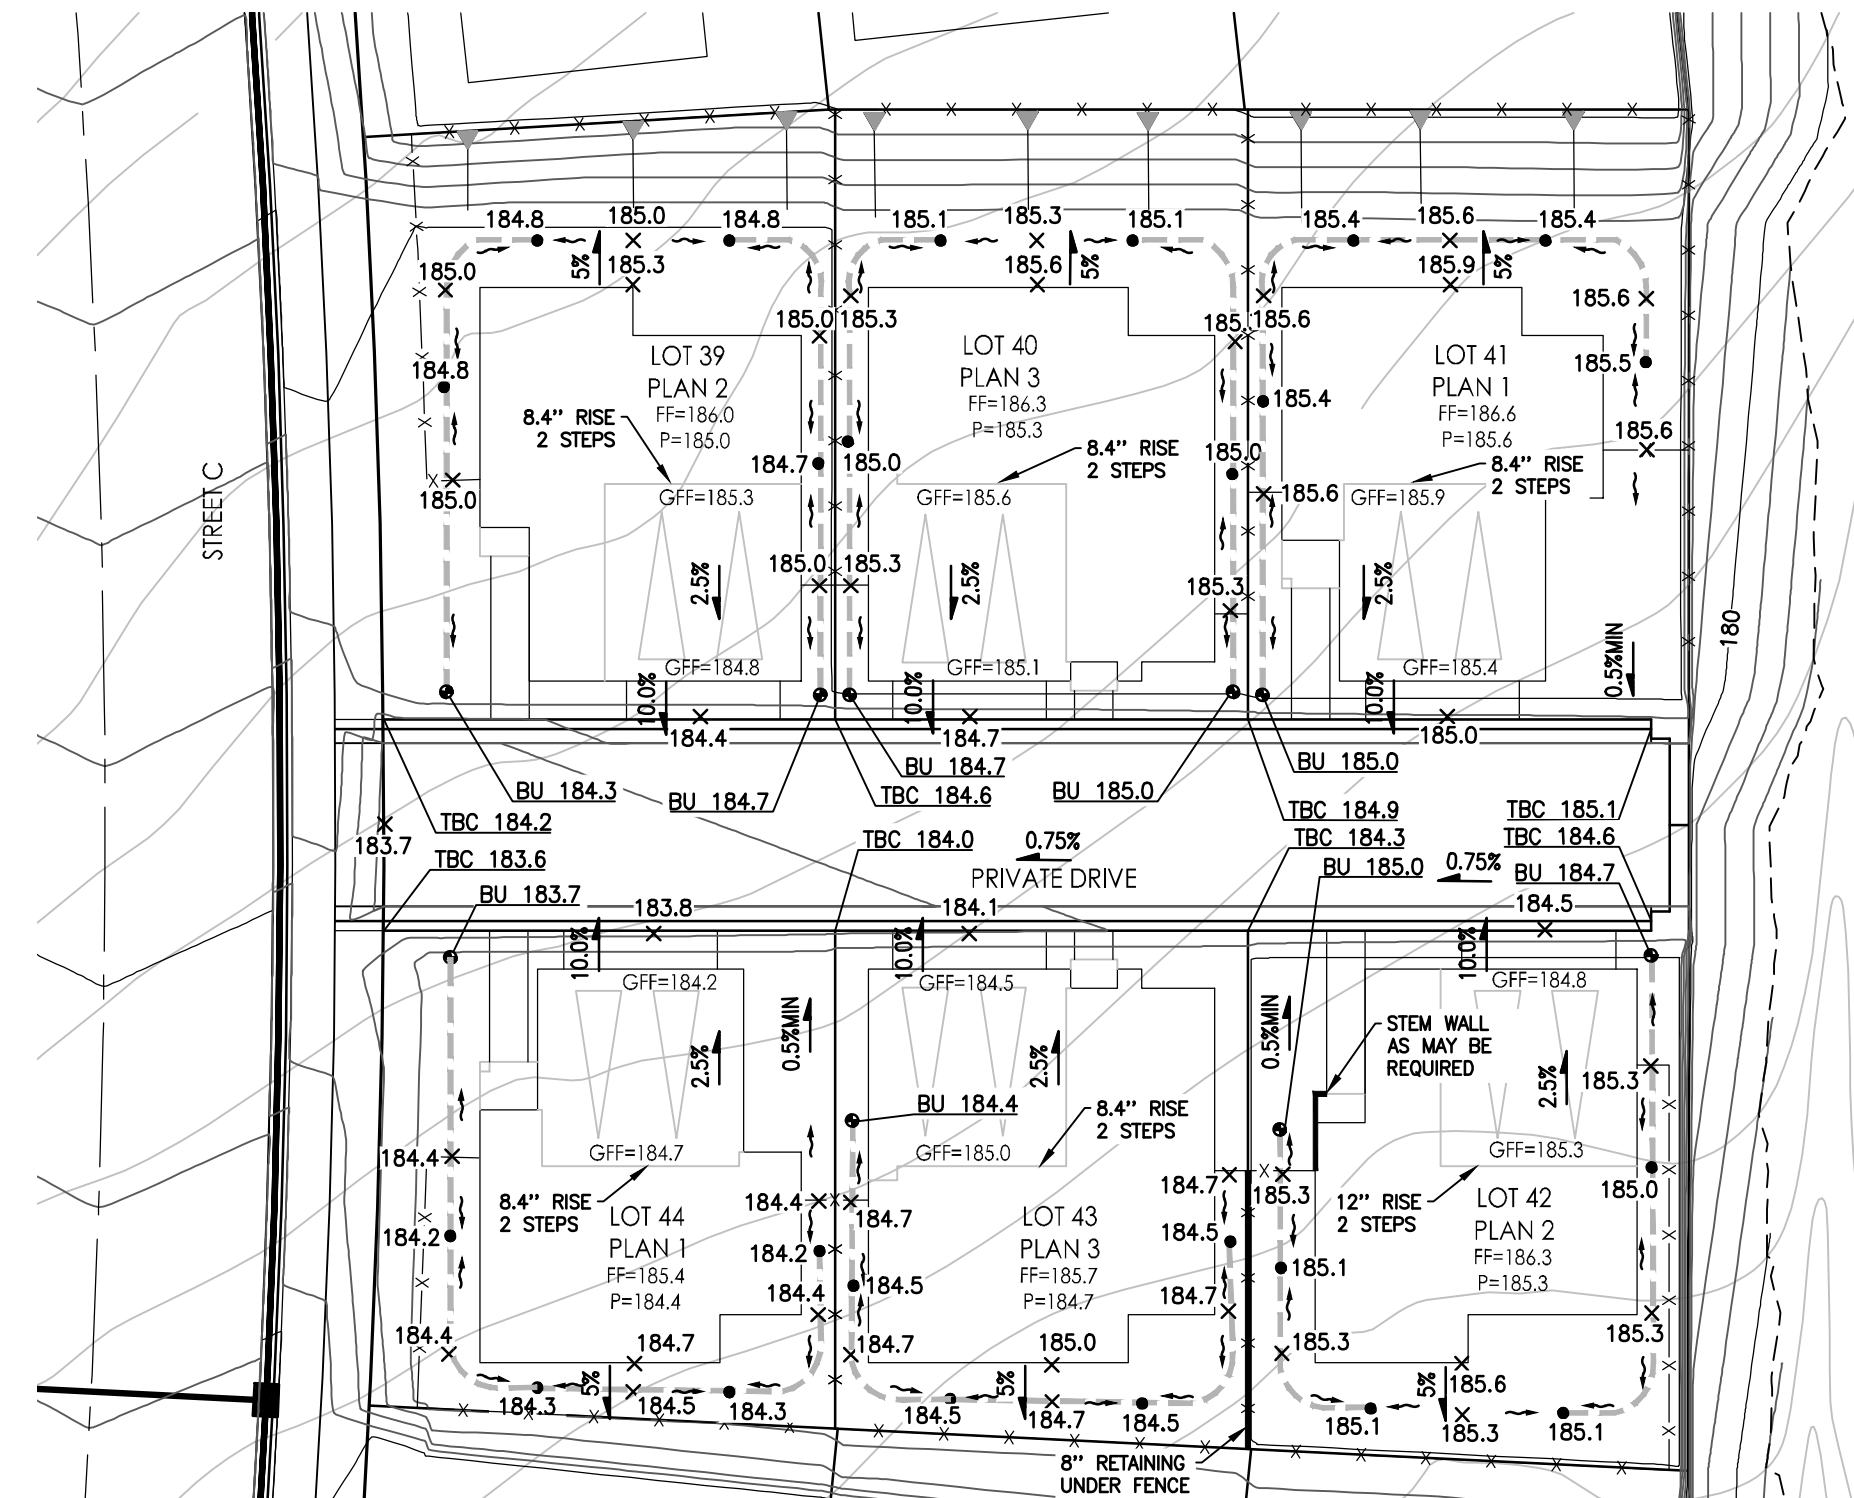 184.8
185.0
184.8
185.1
185.3
185.1
185.4
185.6
185.4
5%
185.3
185.6
5%
185.9
5%
185.0
185.6
185.0
185.3
185.6
LOT 39
PLAN 2
FF=186.0
P=185.0
LOT 40
PLAN 3
FF=186.3
P=185.3
LOT 41
PLAN 1
FF=186.6
P=185.6
184.8
185.5
185.4
8.4” RISE
2 STEPS
8.4” RISE
2 STEPS
8.4” RISE
2 STEPS
185.6
184.7
185.0
185.0
185.0
185.6
GFF=185.3
GFF=185.6
GFF=185.9
STREET C
185.0
185.3
185.3
2.5%
2.5%
2.5%
180
GFF=184.8
GFF=185.1
GFF=185.4
0.5%MIN
10.0%
10.0%
10.0%
184.4
184.7
185.0
BU 184.3
BU 184.7
BU 184.7
BU 185.0
BU 185.0
TBC 184.2
TBC 184.6
TBC 184.9
TBC 185.1
183.7
TBC 183.6
TBC 184.0
0.75%
PRIVATE DRIVE
TBC 184.3
TBC 184.6
BU 185.0
0.75%
BU 184.7
BU 183.7
183.8
184.1
184.5
10.0%
10.0%
10.0%
GFF=184.2
GFF=184.5
GFF=184.8
0.5%MIN
0.5%MIN
STEM WALL
AS MAY BE
REQUIRED
2.5%
2.5%
2.5%
185.3
BU 184.4
8.4” RISE
2 STEPS
GFF=184.7
GFF=185.0
GFF=185.3
184.4
184.4
184.7
184.7
185.3
185.0
8.4” RISE
2 STEPS
12” RISE
2 STEPS
LOT 44
PLAN 1
FF=185.4
P=184.4
LOT 43
PLAN 3
FF=185.7
P=184.7
LOT 42
PLAN 2
FF=186.3
P=185.3
184.2
184.2
184.5
184.5
185.1
184.4
184.7
184.4
184.7
184.7
185.0
185.3
185.3
5%
5%
5%
185.6
184.3
184.5
184.3
184.5
184.7
184.5
185.1
185.3
185.1
8” RETAINING
UNDER FENCE